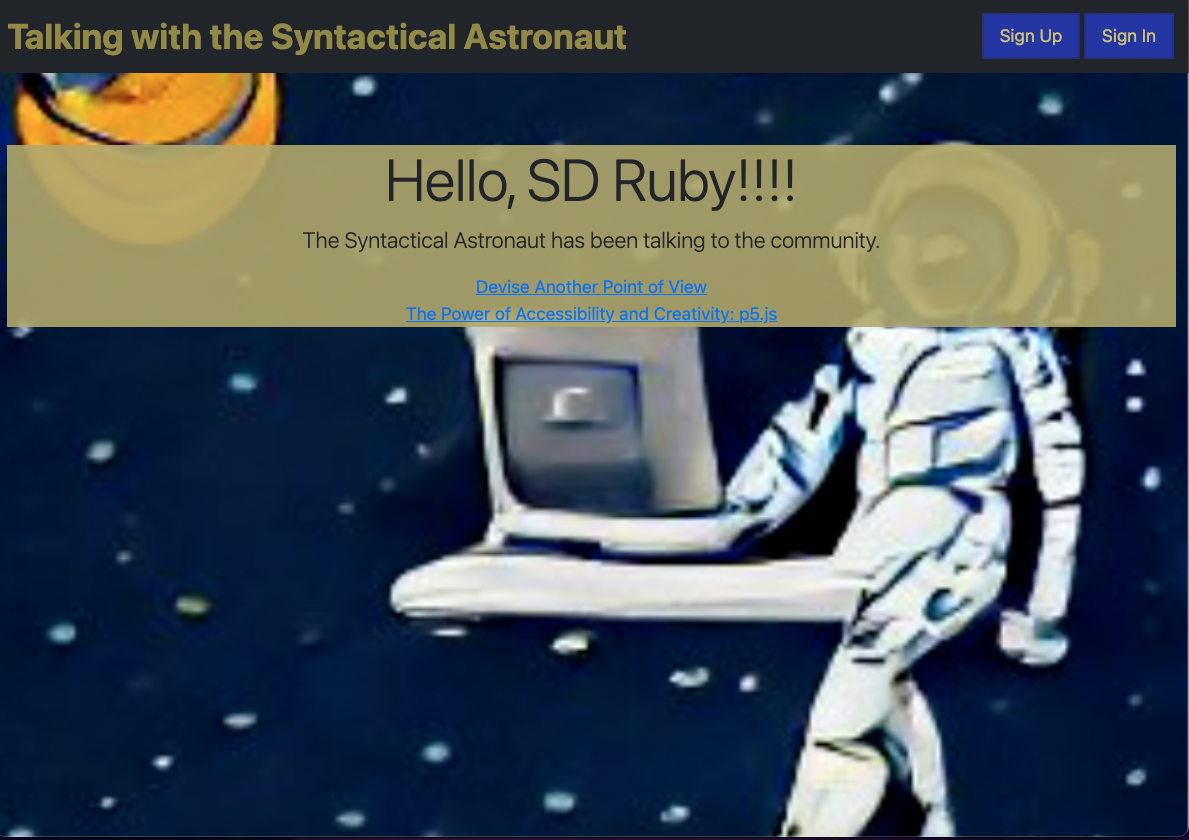 Talking with the Syntactical Astronaut
Sign Up
Sign In
Hello, SD Ruby!!!!
The Syntactical Astronaut has been talking to the community.
Devise Another Point of View
The Power of Accessibility and Creativity: p5.js